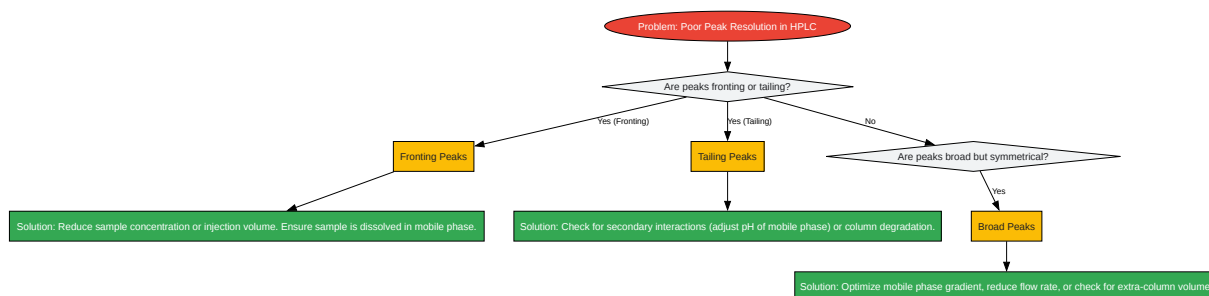 Problem: Poor Peak Resolution in HPLC
Are peaks fronting or tailing?
Yes (Fronting)
Yes (Tailing)
No
Fronting Peaks
Tailing Peaks
Are peaks broad but symmetrical?
Yes
Solution: Reduce sample concentration or injection volume. Ensure sample is dissolved in mobile phase.
Solution: Check for secondary interactions (adjust pH of mobile phase) or column degradation.
Broad Peaks
Solution: Optimize mobile phase gradient, reduce flow rate, or check for extra-column volume